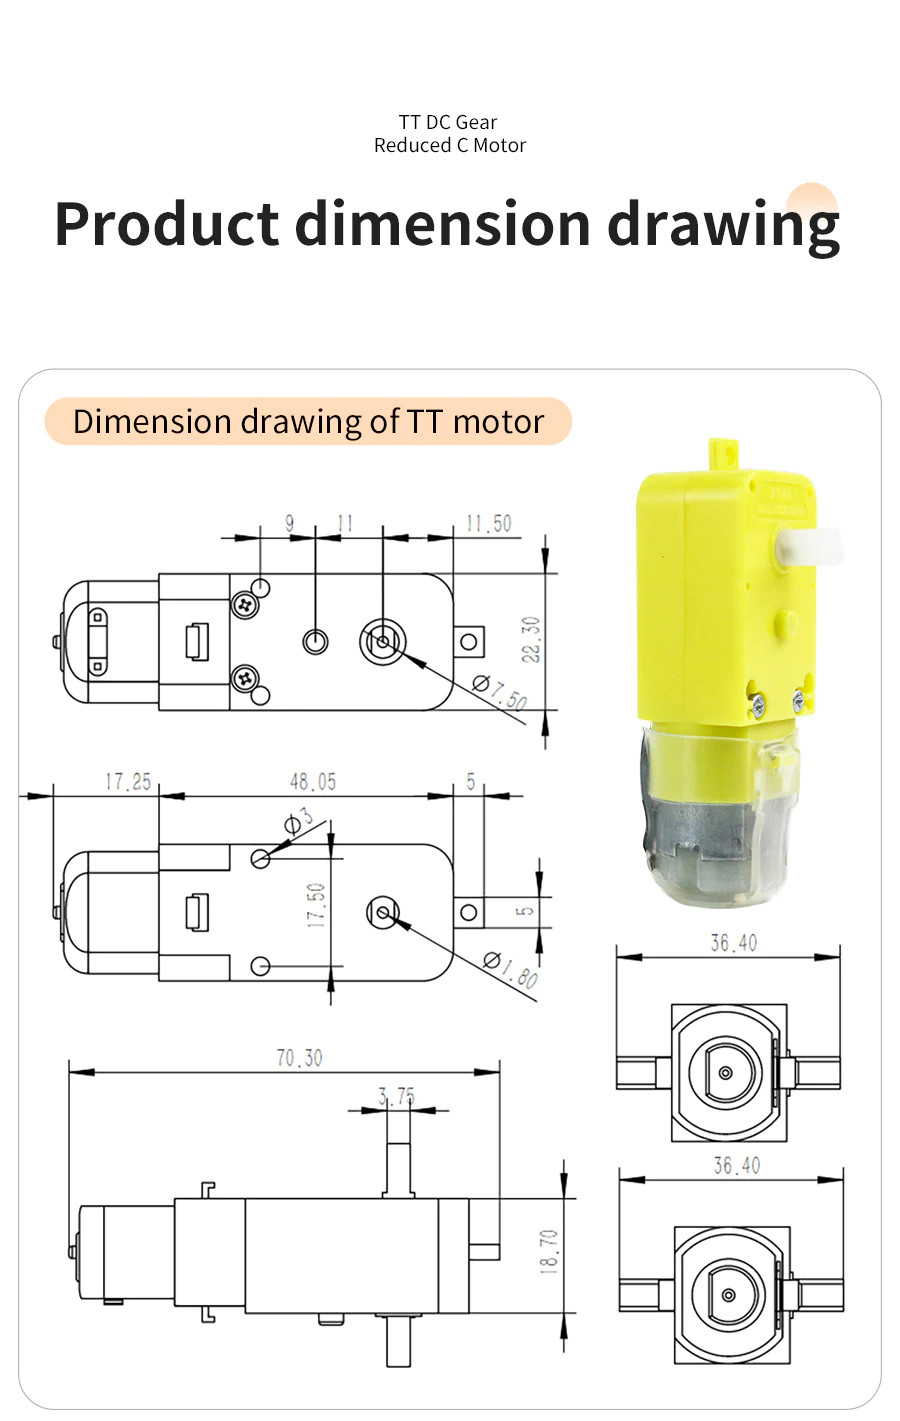 TT DC Gear
Reduced C Motor
Product dimension drawing
Dimension drawing of TT motor
9 11 11.50
22.30
Ø7.50
17.25 48.05 5
Ø3
17.50
5
Ø1.80
36.40
70.30
3.75
36.40
18.70